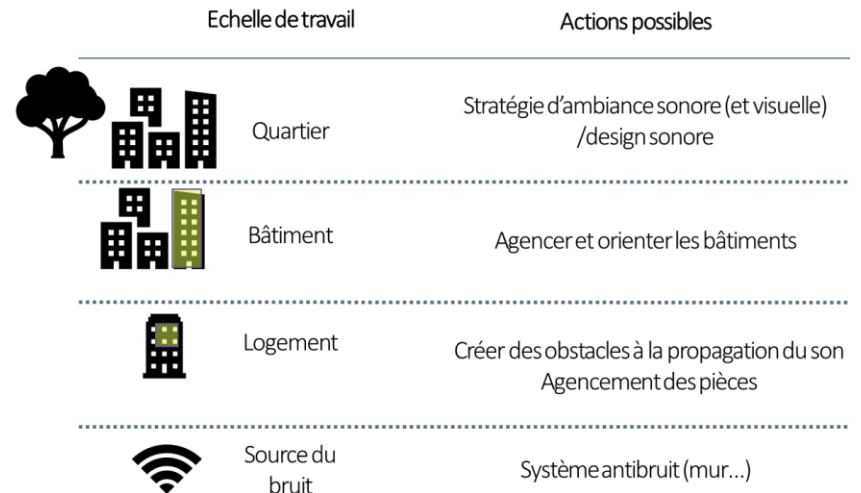 Echelle de travail
Actions possibles
Quartier
Stratégie d'ambiance sonore (et visuelle)
/design sonore
Bâtiment
Agencer et orienter les bâtiments
Logement
Créer des obstacles à la propagation du son
Agencement des pièces
Source du
bruit
Système antibruit (mur...)